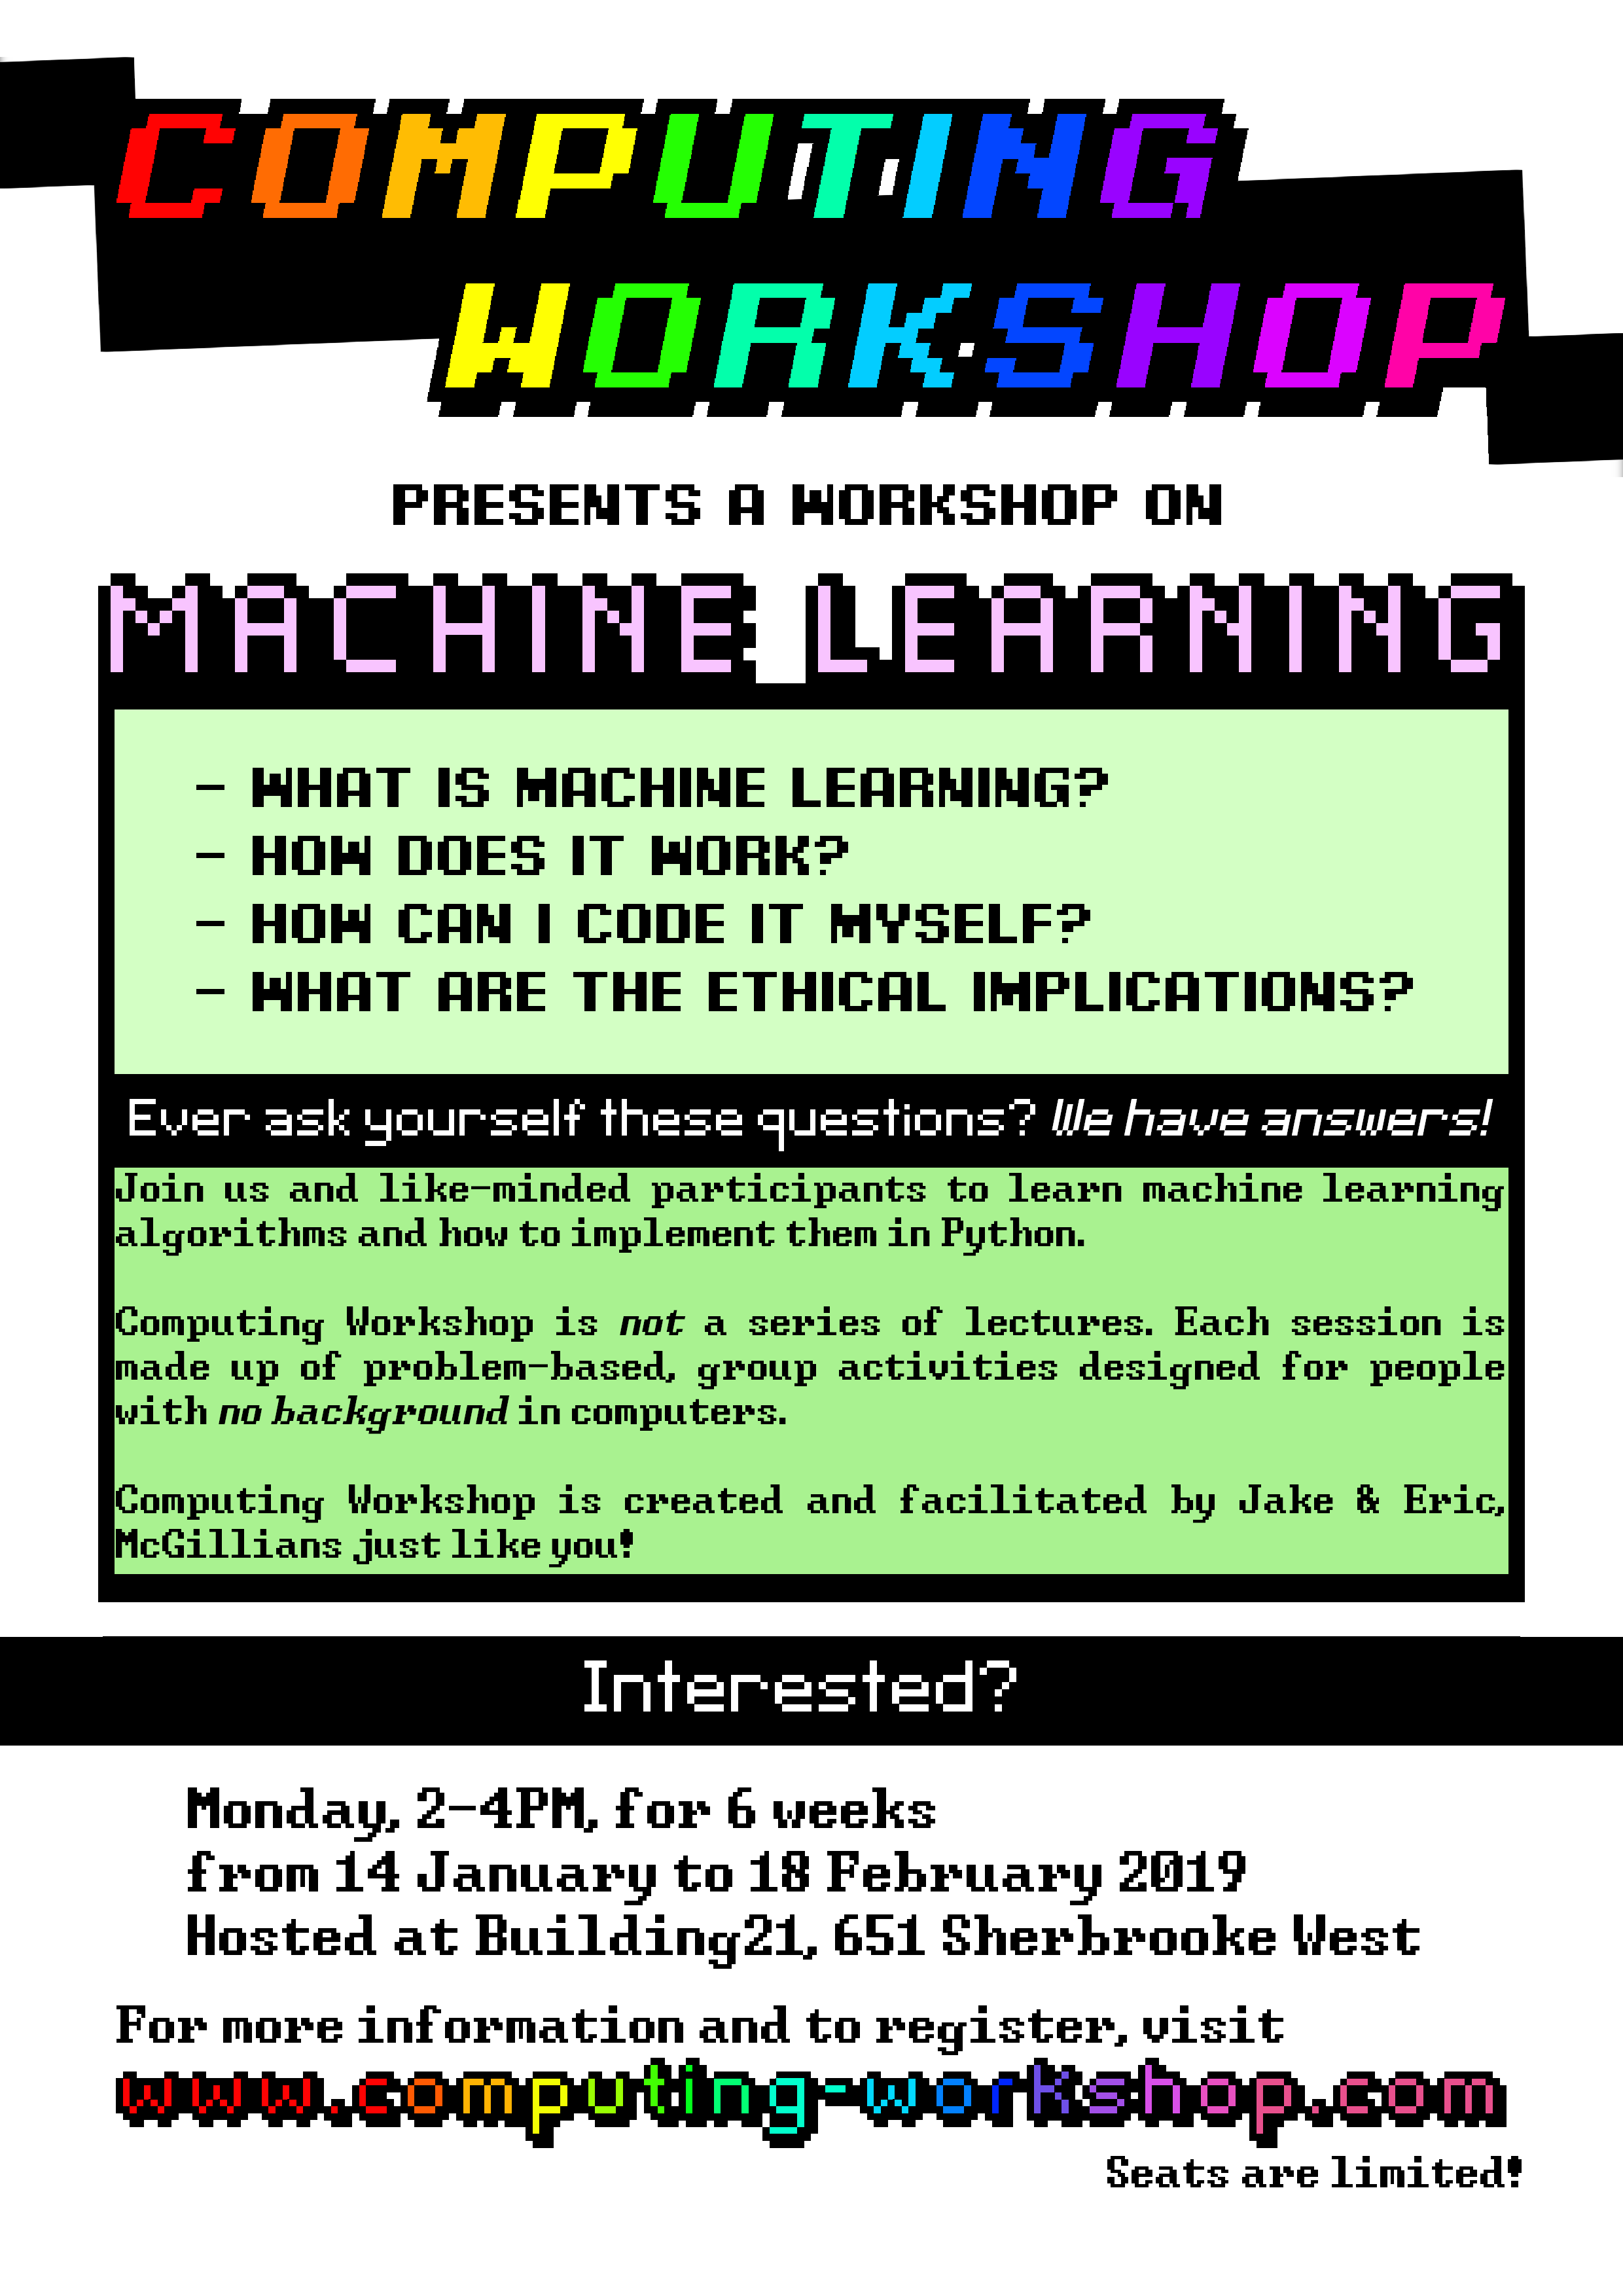 COMPUTING
WORKSHOP
PRESENTS A WORKSHOP ON
MACHINE LEARNING
- WHAT IS MACHINE LEARNING?
- HOW DOES IT WORK?
- HOW CAN I CODE IT MYSELF?
- WHAT ARE THE ETHICAL IMPLICATIONS?
Ever ask yourself these questions? We have answers!
Join us and like-minded participants to learn machine learning
algorithms and how to implement them in Python.
Computing Workshop is not a series of lectures. Each session is
made up of problem-based, group activities designed for people
with no background in computers.
Computing Workshop is created and facilitated by Jake & Eric,
McGillians just like you!
Interested?
Monday, 2-4PM, for 6 weeks
from 14 January to 18 February 2019
Hosted at Building21, 651 Sherbrooke West
For more information and to register, visit
www.computing-workshop.com
Seats are limited!